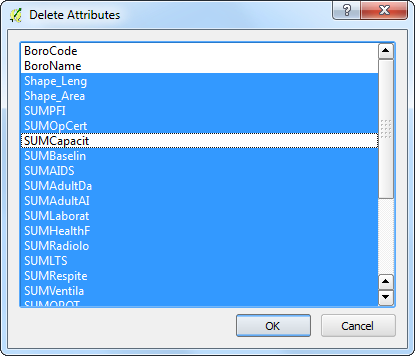 Delete Attributes
BoroCode
BoroName
Shape_Leng
Shape_Area
SUMPFI
SUMOpCert
SUMCapacit
SUMBaselin
SUMAIDS
SUMAdultDa
SUMAdultAI
SUMLaborat
SUMHealthF
SUMRadiolo
SUMLTS
SUMRespite
SUMVentila
OK
Cancel